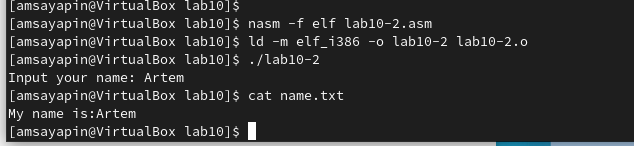 [amsayapin@VirtualBox lab10]$
[amsayapin@VirtualBox lab10]$ nasm -f elf lab10-2.asm
[amsayapin@VirtualBox lab10]$ ld -m elf_i386 -o lab10-2 lab10-2.o
[amsayapin@VirtualBox lab10]$ ./lab10-2
Input your name: Artem
[amsayapin@VirtualBox lab10]$ cat name.txt
My name is:Artem
[amsayapin@VirtualBox lab10]$